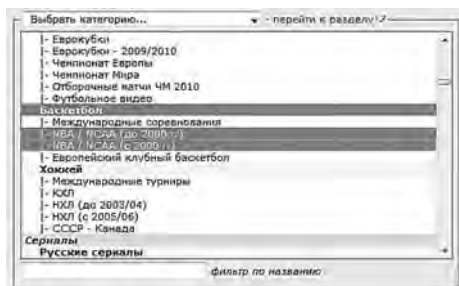 Выбрать категорию... · перейти к разделу
|- Еврокубки
|- Еврокубки - 2009/2010
|- Чемпионат Европы
|- Чемпионат Мира
|- Отборочные матчи ЧМ 2010
|- Футбольное видео
Баскетбол
|- Международные соревнования
|- NBA / NCAA (до 2000 г.)
|- NBA / NCAA (с 2000 г.)
|- Европейский клубный баскетбол
Хоккей
|- Международные турниры
|- КХЛ
|- НХЛ (до 2003/04)
|- НХЛ (с 2005/06)
|- СССР - Канада
Сериалы
Русские сериалы
фильтр по названию